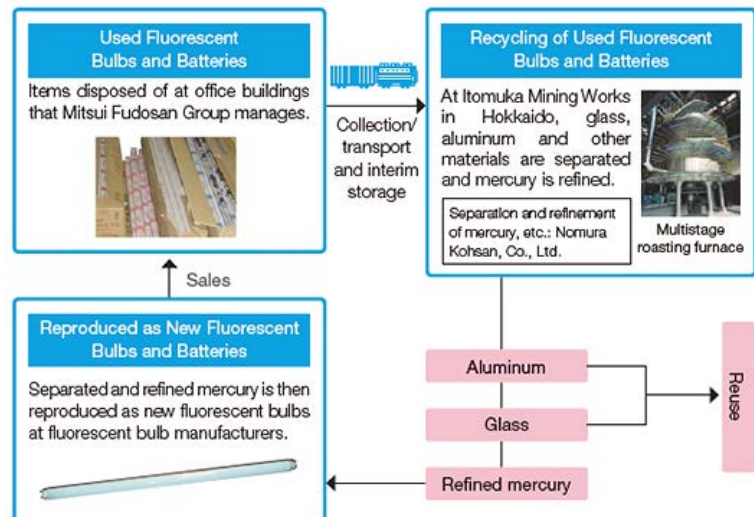 Used Fluorescent
Bulbs and Batteries
Items disposed of at office buildings
that Mitsui Fudosan Group manages.
Collection/
transport
and interim
storage
Recycling of Used Fluorescent
Bulbs and Batteries
At Itomuka Mining Works
in Hokkaido, glass,
aluminum and other
materials are separated
and mercury is refined.
Separation and refinement
of mercury, etc.: Nomura
Kohsan, Co., Ltd.
Multistage
roasting furnace
Sales
Reproduced as New Fluorescent
Bulbs and Batteries
Separated and refined mercury is then
reproduced as new fluorescent bulbs
at fluorescent bulb manufacturers.
Aluminum
Glass
Refined mercury
Reuse